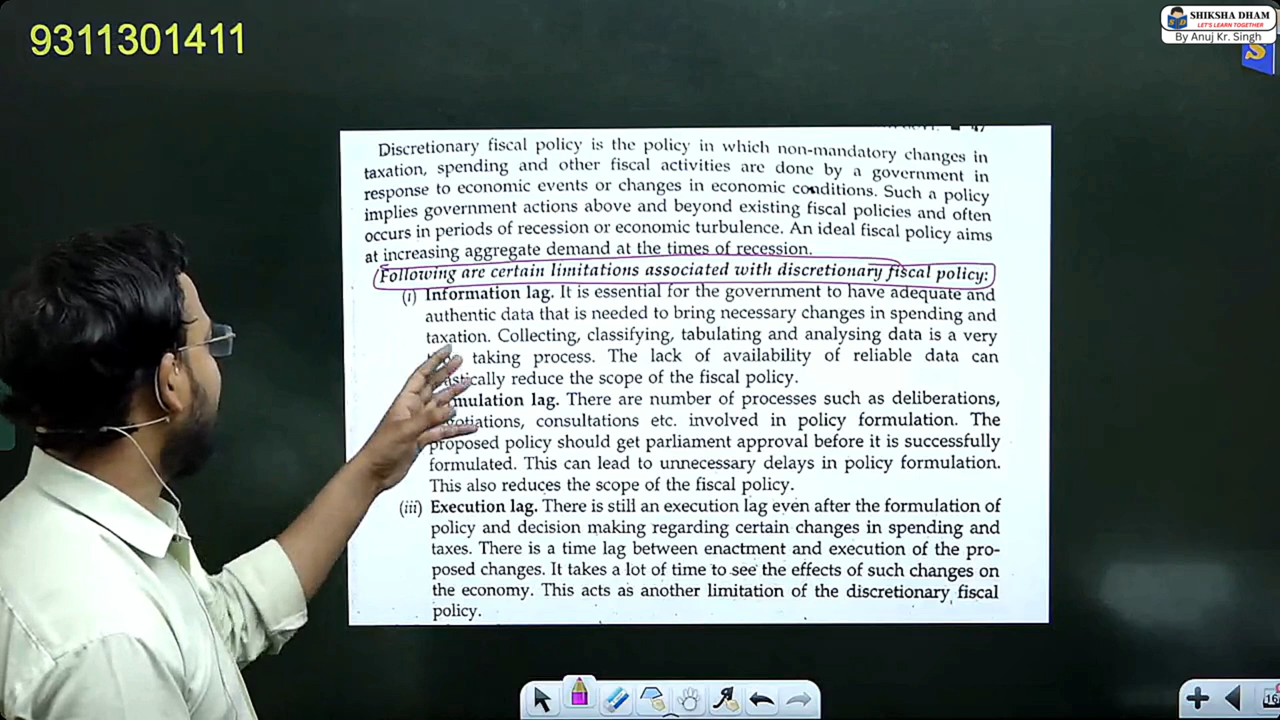 9311301411
SHIKSHA DHAM
LET'S LEARN TOGETHER
By Anuj Kr. Singh
Discretionary fiscal policy is the policy in which non-mandatory changes in
taxation, spending and other fiscal activities are done by a government in
response to economic events or changes in economic conditions. Such a policy
implies government actions above and beyond existing fiscal policies and often
occurs in periods of recession or economic turbulence. An ideal fiscal policy aims
at increasing aggregate demand at the times of recession.
Following are certain limitations associated with discretionary fiscal policy:
(i) Information lag. It is essential for the government to have adequate and
authentic data that is needed to bring necessary changes in spending and
taxation. Collecting, classifying, tabulating and analysing data is a very
taking process. The lack of availability of reliable data can
reduce the scope of the fiscal policy.
lag. There are number of processes such as deliberations,
consultations etc. involved in policy formulation. The
proposed policy should get parliament approval before it is successfully
formulated. This can lead to unnecessary delays in policy formulation.
This also reduces the scope of the fiscal policy.
(iii) Execution lag. There is still an execution lag even after the formulation of
policy and decision making regarding certain changes in spending and
taxes. There is a time lag between enactment and execution of the pro-
posed changes. It takes a lot of time to see the effects of such changes on
the economy. This acts as another limitation of the discretionary fiscal
policy.